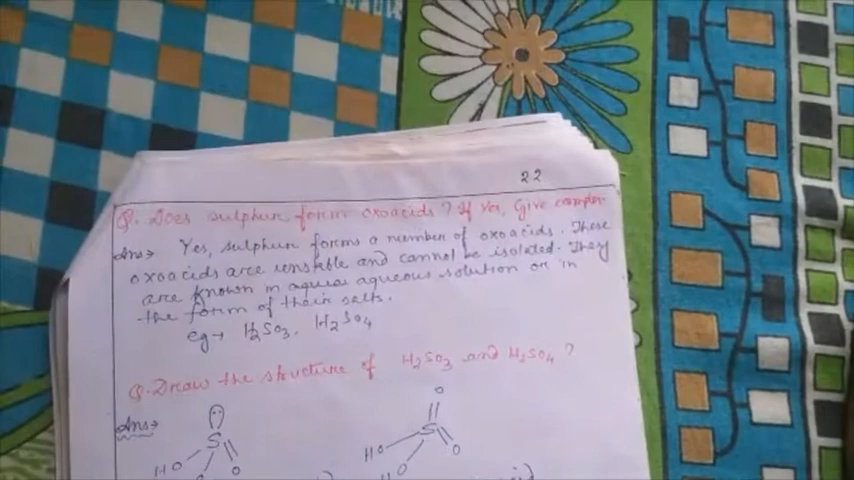 22
Q. Does sulphur form oxoacids? If Yes, Give examples
Ans→ Yes, sulphur forms a number of oxoacids. These
oxoacids are unstable and cannot be isolated. They
are known in aqueous solution or in
the form of their salts.
eg→ H₂SO₃, H₂SO₄
Q. Draw the structure of H₂SO₃ and H₂SO₄?
Ans→
O
S S
HO O HO O
HO